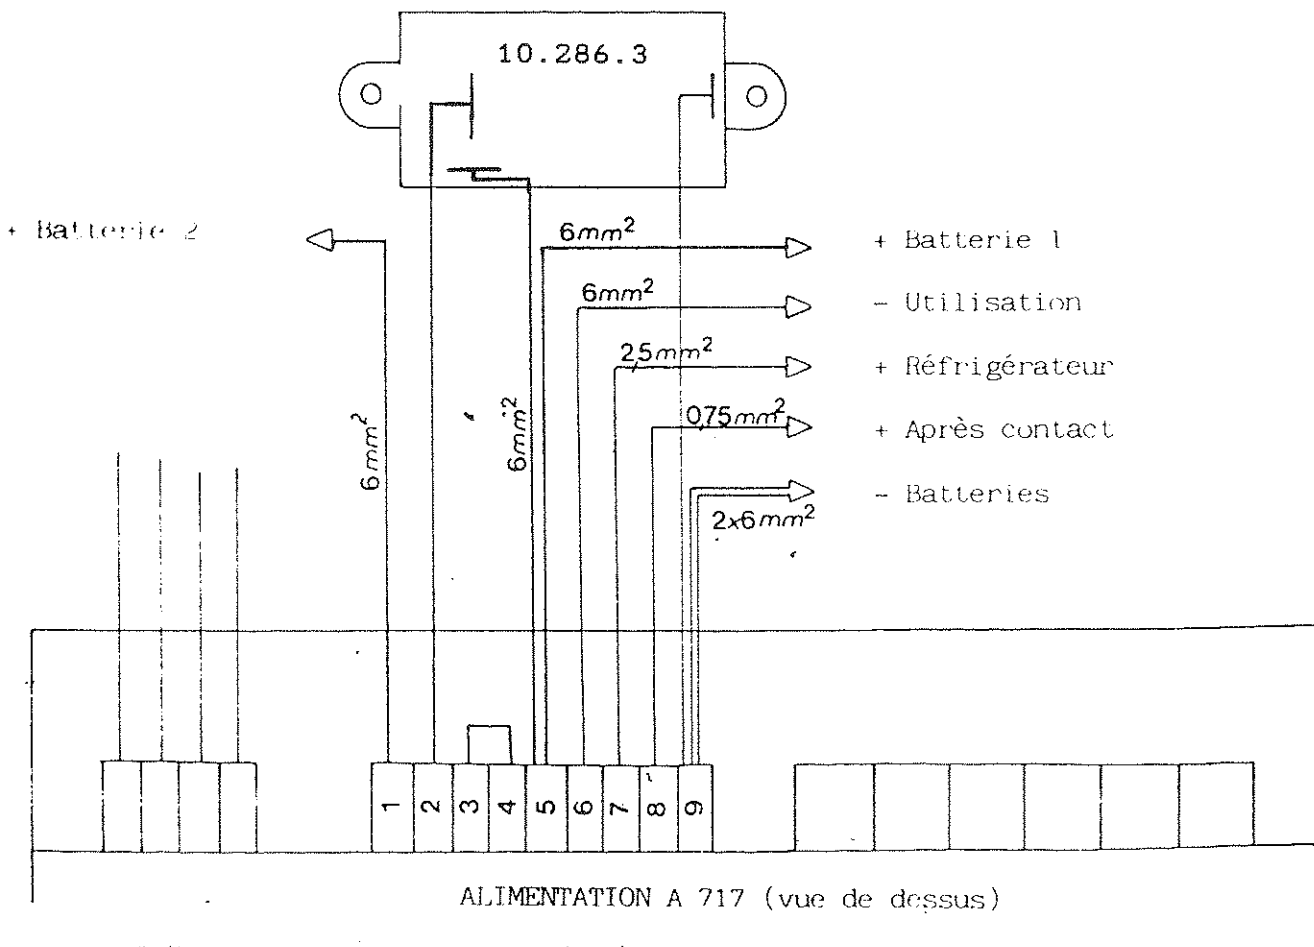 10.286.3
+ Batterie 2
6mm²
+ Batterie 1
6mm²
- Utilisation
2,5mm²
+ Réfrigérateur
0,75mm²
+ Après contact
- Batteries
2x6mm²
6mm²
6mm²
1 2 3 4 5 6 7 8 9
ALIMENTATION A 717 (vue de dessus)